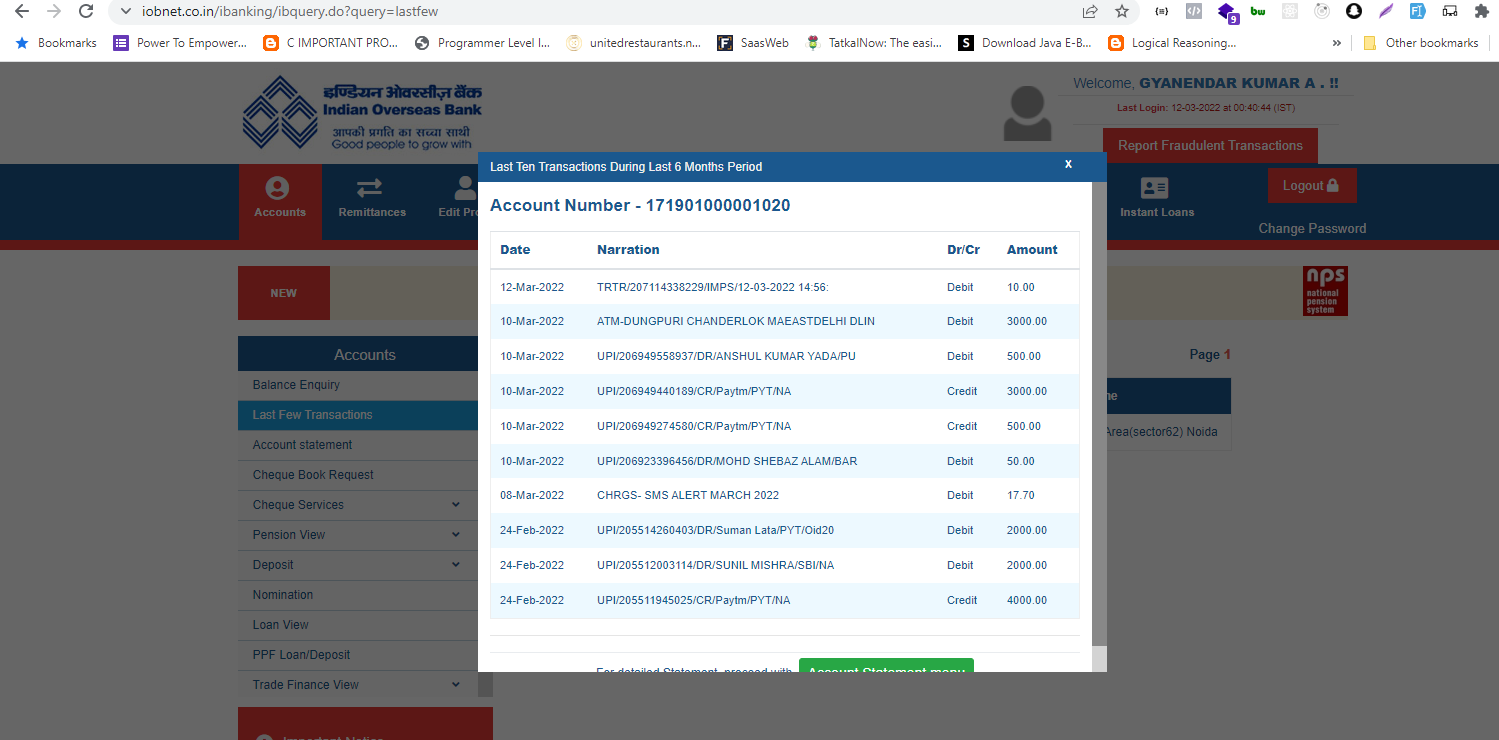 iobnet.co.in/ibanking/ibquery.do?query=lastfew
9
Bookmarks Power To Empower... C IMPORTANT PRO... Programmer Level I... unitedrestaurants.n... SaasWeb TatkalNow: The easi... Download Java E-B... Logical Reasoning... » Other bookmarks
इण्डियन ओवरसीज़ बैंक
Indian Overseas Bank
आपकी प्रगति का सच्चा साथी
Good people to grow with
Welcome, GYANENDAR KUMAR A . !!
Last Login: 12-03-2022 at 00:40:44 (IST)
Report Fraudulent Transactions
Accounts Remittances Edit Pr Instant Loans
Logout
Change Password
NEW
nps
national
pension
system
Accounts
Balance Enquiry
Last Few Transactions
Account statement
Cheque Book Request
Cheque Services
Pension View
Deposit
Nomination
Loan View
PPF Loan/Deposit
Trade Finance View
Important Notice
Last Ten Transactions During Last 6 Months Period X
Account Number - 171901000001020
Date Narration Dr/Cr Amount
12-Mar-2022 TRTR/207114338229/IMPS/12-03-2022 14:56: Debit 10.00
10-Mar-2022 ATM-DUNGPURI CHANDERLOK MAEASTDELHI DLIN Debit 3000.00
10-Mar-2022 UPI/206949558937/DR/ANSHUL KUMAR YADA/PU Debit 500.00
10-Mar-2022 UPI/206949440189/CR/Paytm/PYT/NA Credit 3000.00
10-Mar-2022 UPI/206949274580/CR/Paytm/PYT/NA Credit 500.00
10-Mar-2022 UPI/206923396456/DR/MOHD SHEBAZ ALAM/BAR Debit 50.00
08-Mar-2022 CHRGS- SMS ALERT MARCH 2022 Debit 17.70
24-Feb-2022 UPI/205514260403/DR/Suman Lata/PYT/Oid20 Debit 2000.00
24-Feb-2022 UPI/205512003114/DR/SUNIL MISHRA/SBI/NA Debit 2000.00
24-Feb-2022 UPI/205511945025/CR/Paytm/PYT/NA Credit 4000.00
For detailed Statement, proceed with Account Statement menu
Page 1
me
Area(sector62) Noida